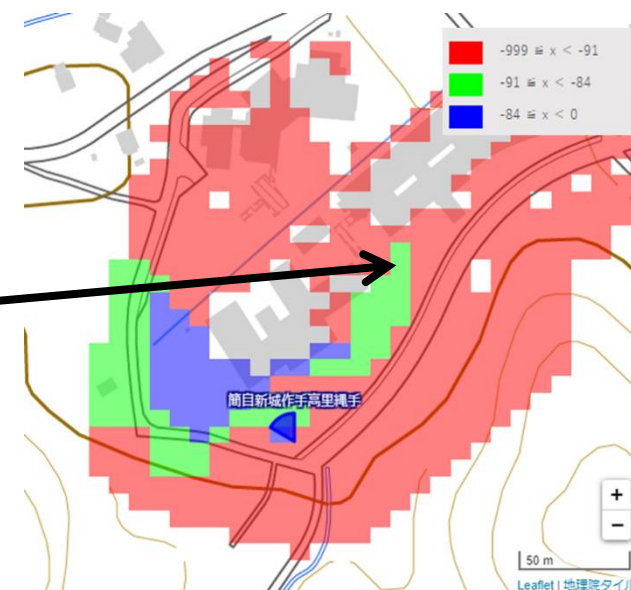 -999 ≦ x < -91
-91 ≦ x < -84
-84 ≦ x < 0
簡自新城作手高里縄手
+
−
50 m
Leaflet | 地理院タイル